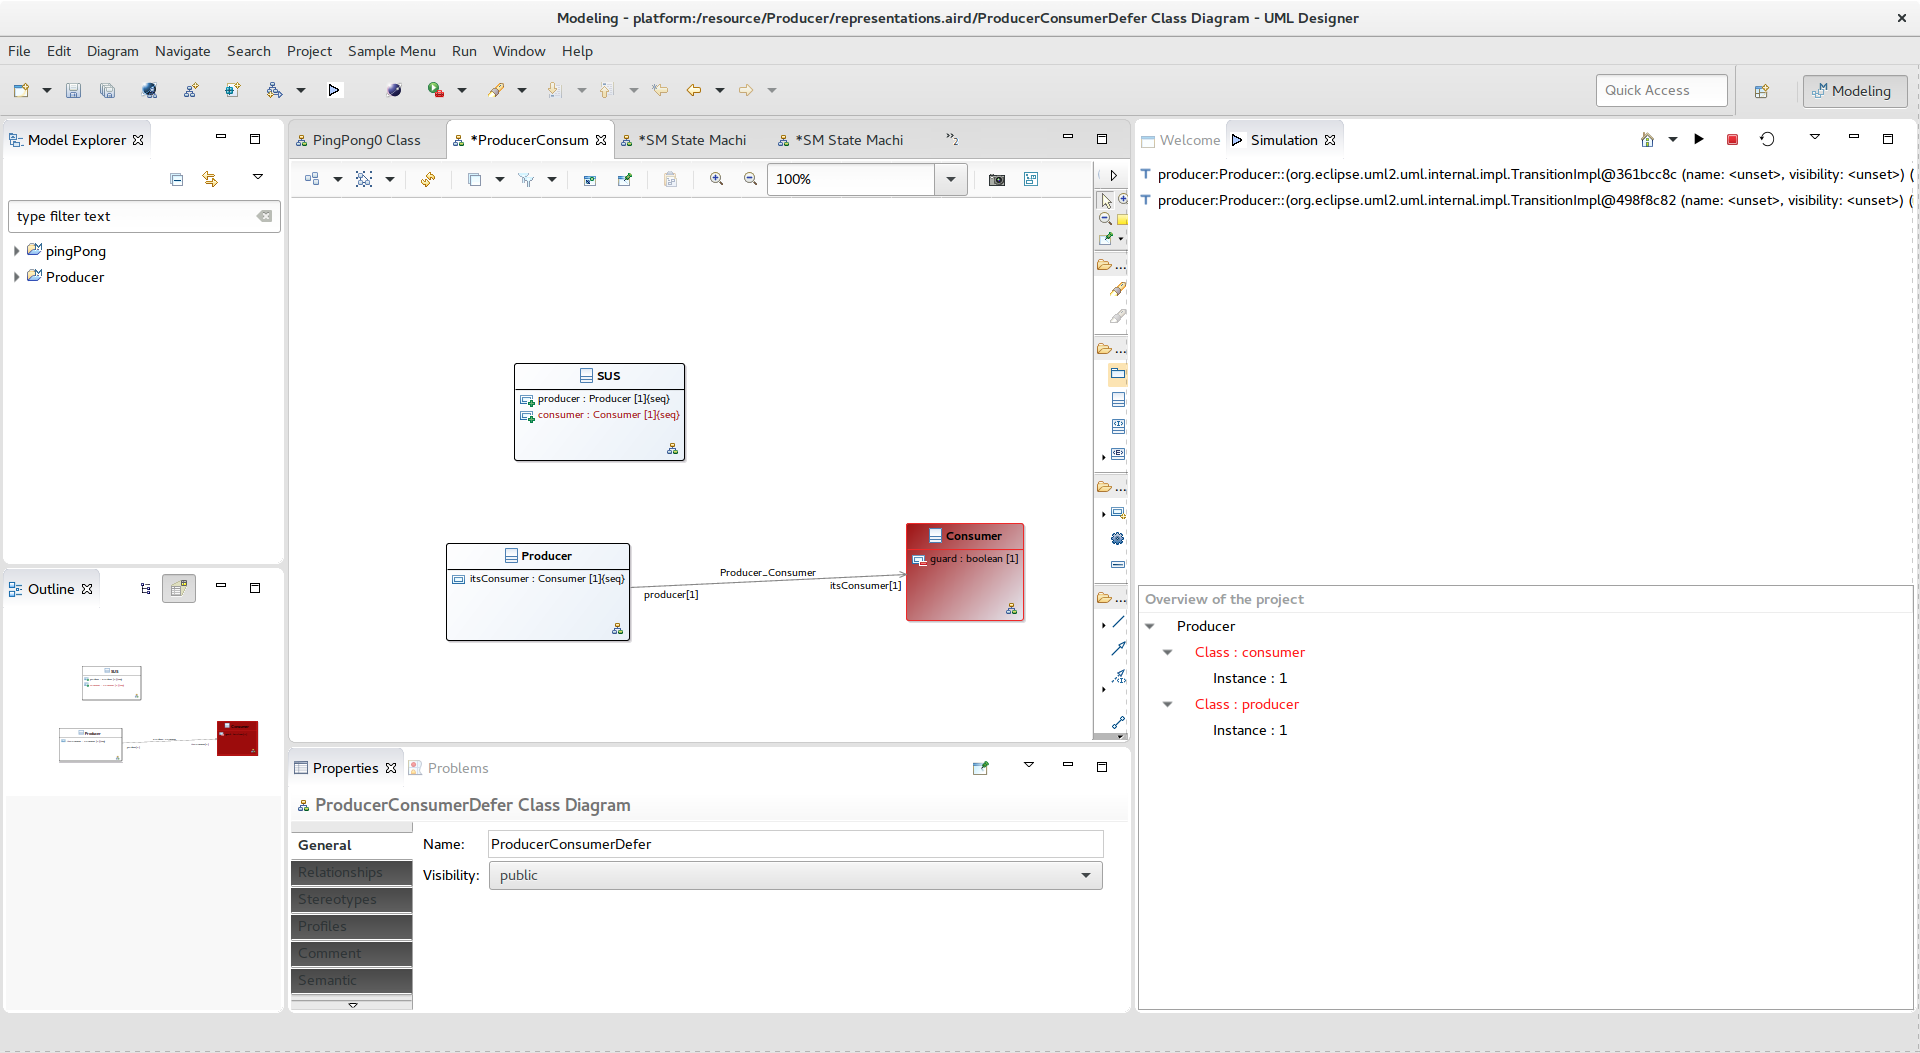 Modeling - platform:/resource/Producer/representations.aird/ProducerConsumerDefer Class Diagram - UML Designer
File Edit Diagram Navigate Search Project Sample Menu Run Window Help
Quick Access
Modeling
Model Explorer
type filter text
pingPong
Producer
Outline
PingPong0 Class
*ProducerConsum
*SM State Machi
*SM State Machi
»2
100%
SUS
producer : Producer [1]{seq}
consumer : Consumer [1]{seq}
Producer
itsConsumer : Consumer [1]{seq}
Producer_Consumer
producer[1]
itsConsumer[1]
Consumer
guard : boolean [1]
...
...
...
...
Properties
Problems
ProducerConsumerDefer Class Diagram
General
Relationships
Stereotypes
Profiles
Comment
Semantic
Name: ProducerConsumerDefer
Visibility: public
Welcome
Simulation
producer:Producer::(org.eclipse.uml2.uml.internal.impl.TransitionImpl@361bcc8c (name: <unset>, visibility: <unset>) (
producer:Producer::(org.eclipse.uml2.uml.internal.impl.TransitionImpl@498f8c82 (name: <unset>, visibility: <unset>) (
Overview of the project
Producer
Class : consumer
Instance : 1
Class : producer
Instance : 1